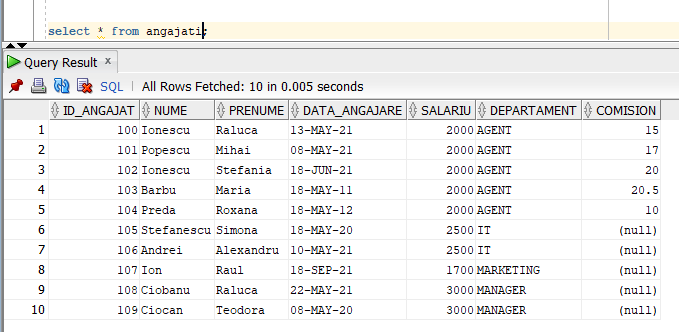 select * from angajati;
Query Result x
SQL | All Rows Fetched: 10 in 0.005 seconds
ID_ANGAJAT NUME PRENUME DATA_ANGAJARE SALARIU DEPARTAMENT COMISION
1 100 Ionescu Raluca 13-MAY-21 2000 AGENT 15
2 101 Popescu Mihai 08-MAY-21 2000 AGENT 17
3 102 Ionescu Stefania 18-JUN-21 2000 AGENT 20
4 103 Barbu Maria 18-MAY-11 2000 AGENT 20.5
5 104 Preda Roxana 18-MAY-12 2000 AGENT 10
6 105 Stefanescu Simona 18-MAY-20 2500 IT (null)
7 106 Andrei Alexandru 10-MAY-21 2500 IT (null)
8 107 Ion Raul 18-SEP-21 1700 MARKETING (null)
9 108 Ciobanu Raluca 22-MAY-21 3000 MANAGER (null)
10 109 Ciocan Teodora 08-MAY-20 3000 MANAGER (null)